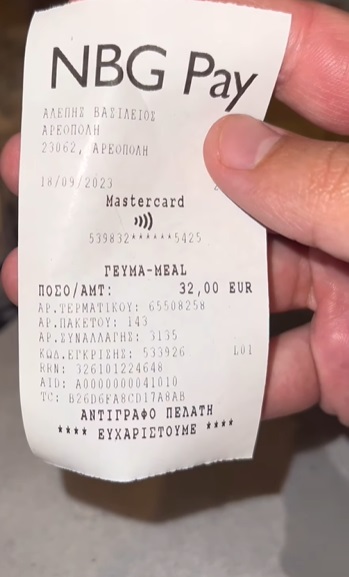 NBG Pay
ΑΛΕΠΗΣ ΒΑΣΙΛΕΙΟΣ
ΑΡΕΟΠΟΛΗ
23062, ΑΡΕΟΠΟΛΗ
18/09/2023
Mastercard
539832******5425
ΓΕΥΜΑ-MEAL
ΠΟΣΟ/AMT: 32,00 EUR
ΑΡ.ΤΕΡΜΑΤΙΚΟΥ: 65508258
ΑΡ.ΠΑΚΕΤΟΥ: 143
ΑΡ.ΣΥΝΑΛΛΑΓΗΣ: 3135
ΚΩΔ.ΕΓΚΡΙΣΗΣ: 533926 L01
RRN: 326101224648
AID: A0000000041010
TC: B26D6FA8CD17A8AB
ΑΝΤΙΓΡΑΦΟ ΠΕΛΑΤΗ
**** ΕΥΧΑΡΙΣΤΟΥΜΕ ****